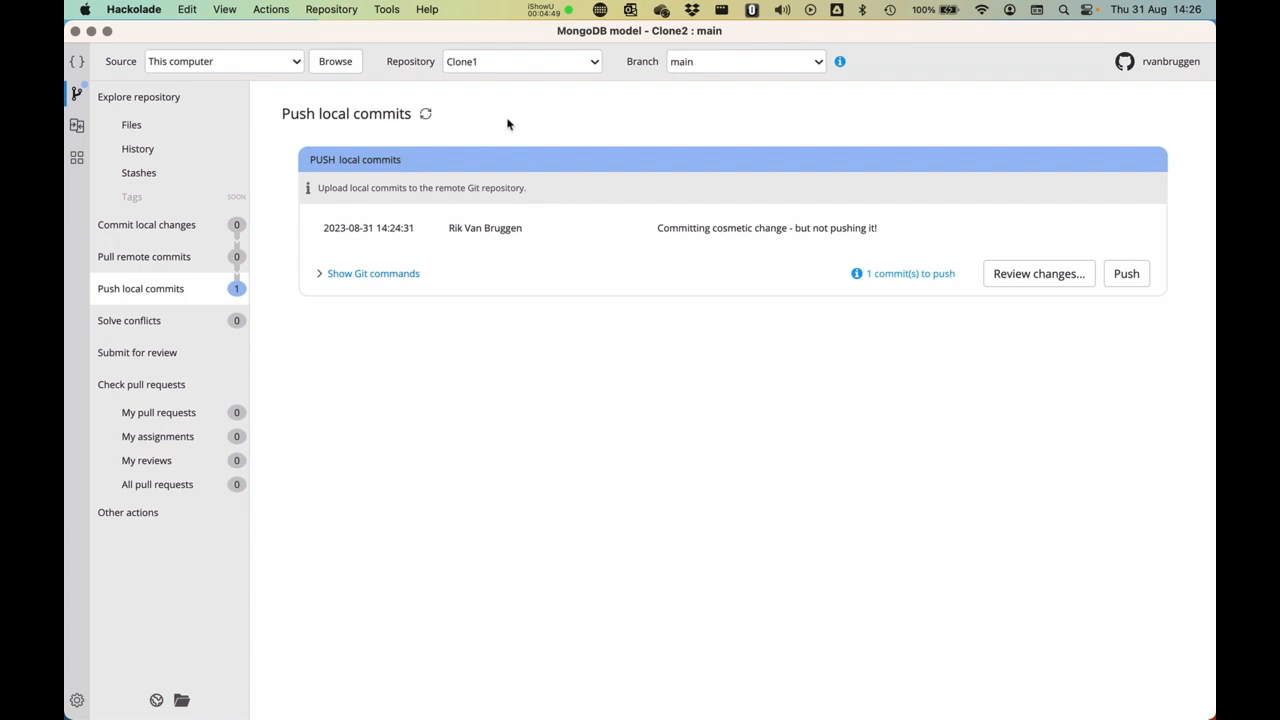 Hackolade Edit View Actions Repository Tools Help iShowU 00:04:49 100% Thu 31 Aug 14:26
MongoDB model - Clone2 : main
Source This computer Browse Repository Clone1 Branch main rvanbruggen
Explore repository
Files
History
Stashes
Tags SOON
Commit local changes 0
Pull remote commits 0
Push local commits 1
Solve conflicts 0
Submit for review
Check pull requests
My pull requests 0
My assignments 0
My reviews 0
All pull requests 0
Other actions
Push local commits
PUSH local commits
Upload local commits to the remote Git repository.
2023-08-31 14:24:31 Rik Van Bruggen Committing cosmetic change - but not pushing it!
Show Git commands 1 commit(s) to push Review changes... Push